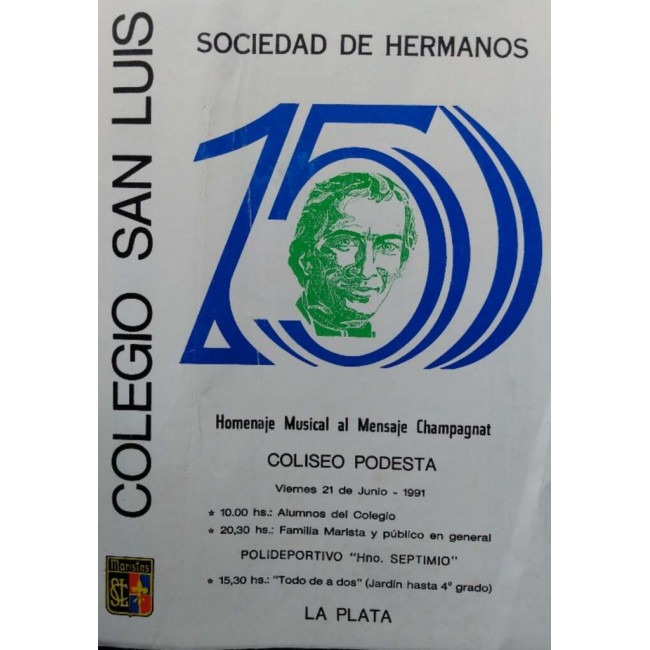 COLEGIO SAN LUIS
SOCIEDAD DE HERMANOS
150
Homenaje Musical al Mensaje Champagnat
COLISEO PODESTA
Viernes 21 de Junio - 1991
* 10.00 hs.: Alumnos del Colegio
* 20,30 hs.: Familia Marista y público en general
POLIDEPORTIVO "Hno. SEPTIMIO"
* 15,30 hs.: "Todo de a dos" (Jardín hasta 4º grado)
LA PLATA
Maristas
SL